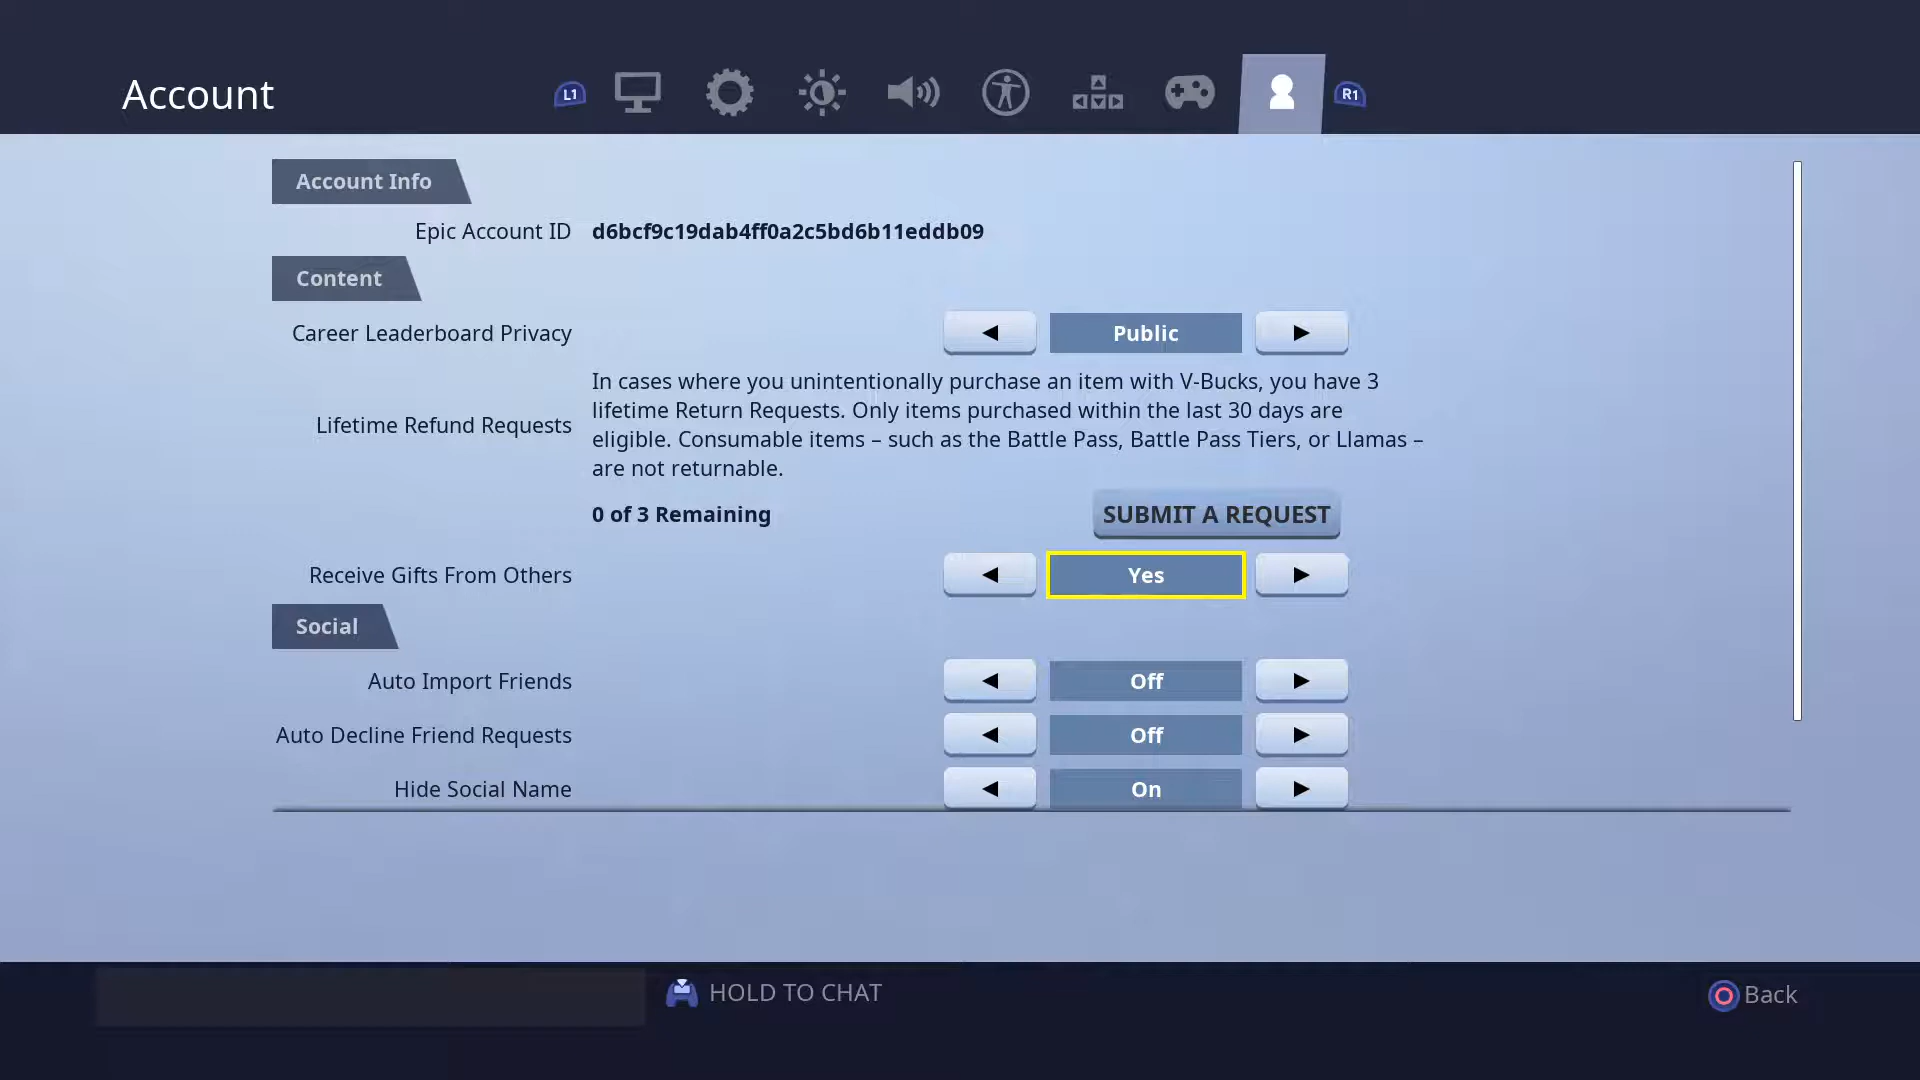 Account
L1
R1
Account Info
Epic Account ID d6bcf9c19dab4ff0a2c5bd6b11eddb09
Content
Career Leaderboard Privacy Public
Lifetime Refund Requests
In cases where you unintentionally purchase an item with V-Bucks, you have 3
lifetime Return Requests. Only items purchased within the last 30 days are
eligible. Consumable items – such as the Battle Pass, Battle Pass Tiers, or Llamas –
are not returnable.
0 of 3 Remaining SUBMIT A REQUEST
Receive Gifts From Others Yes
Social
Auto Import Friends Off
Auto Decline Friend Requests Off
Hide Social Name On
HOLD TO CHAT
Back